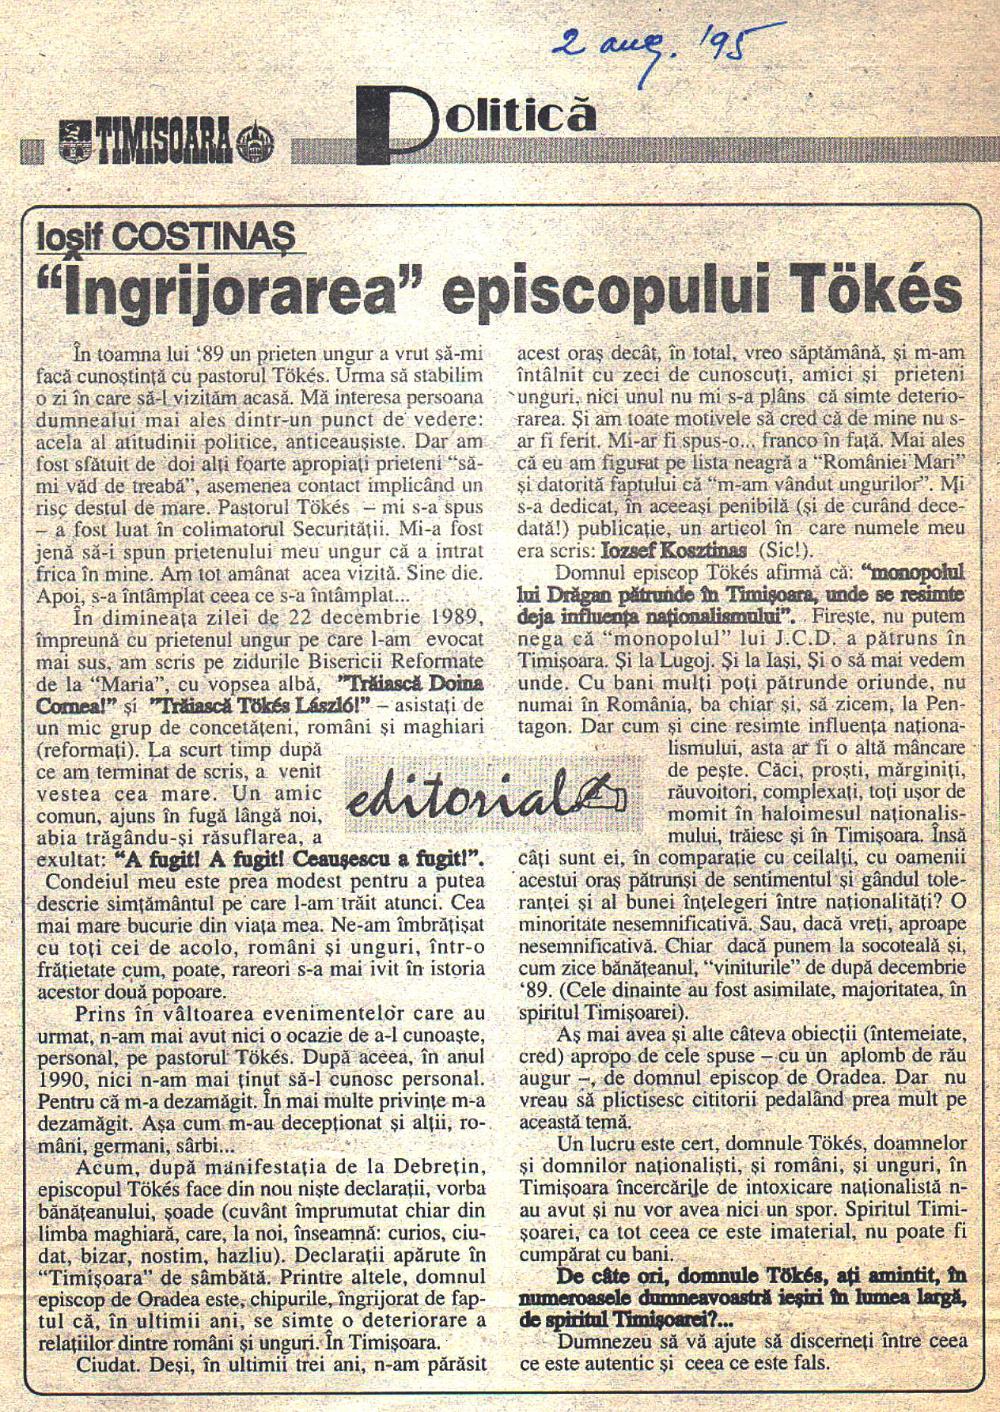 2 aug. '95
TIMISOARA
Politică
Iosif COSTINAŞ
“Îngrijorarea” episcopului Tökés
În toamna lui ‘89 un prieten ungur a vrut să-mi
facă cunoştinţă cu pastorul Tökés. Urma să stabilim
o zi în care să-l vizităm acasă. Mă interesa persoana
dumnealui mai ales dintr-un punct de vedere:
acela al atitudinii politice, anticeauşiste. Dar am
fost sfătuit de doi alţi foarte apropiaţi prieteni “să-
mi văd de treabă”, asemenea contact implicând un
risc destul de mare. Pastorul Tökés – mi s-a spus
– a fost luat în colimatorul Securităţii. Mi-a fost
jenă să-i spun prietenului meu ungur că a intrat
frica în mine. Am tot amânat acea vizită. Sine die.
Apoi, s-a întâmplat ceea ce s-a întâmplat...
În dimineaţa zilei de 22 decembrie 1989,
împreună cu prietenul ungur pe care l-am evocat
mai sus, am scris pe zidurile Bisericii Reformate
de la “Maria”, cu vopsea albă, ”Trăiască Doina
Cornea!” şi ”Trăiască Tökés László!” – asistaţi de
un mic grup de concetăţeni, români şi maghiari
(reformaţi). La scurt timp după
ce am terminat de scris, a venit
vestea cea mare. Un amic
comun, ajuns în fugă lângă noi,
abia trăgându-şi răsuflarea, a
exultat: “A fugit! A fugit! Ceauşescu a fugit!”.
Condeiul meu este prea modest pentru a putea
descrie simţământul pe care l-am trăit atunci. Cea
mai mare bucurie din viaţa mea. Ne-am îmbrăţişat
cu toţi cei de acolo, români şi unguri, într-o
frăţietate cum, poate, rareori s-a mai ivit în istoria
acestor două popoare.
Prins în vâltoarea evenimentelor care au
urmat, n-am mai avut nici o ocazie de a-l cunoaşte,
personal, pe pastorul Tökés. După aceea, în anul
1990, nici n-am mai ţinut să-l cunosc personal.
Pentru că m-a dezamăgit. În mai multe privinţe m-a
dezamăgit. Aşa cum m-au decepţionat şi alţii, ro-
mâni, germani, sârbi...
Acum, după manifestaţia de la Debreţin,
episcopul Tökés face din nou nişte declaraţii, vorba
bănăţeanului, şoade (cuvânt împrumutat chiar din
limba maghiară, care, la noi, înseamnă: curios, ciu-
dat, bizar, nostim, hazliu). Declaraţii apărute în
“Timişoara” de sâmbătă. Printre altele, domnul
episcop de Oradea este, chipurile, îngrijorat de fap-
tul că, în ultimii ani, se simte o deteriorare a
relaţiilor dintre români şi unguri. În Timişoara.
Ciudat. Deşi, în ultimii trei ani, n-am părăsit
editorial
acest oraş decât, în total, vreo săptămână, şi m-am
întâlnit cu zeci de cunoscuţi, amici şi prieteni
unguri, nici unul nu mi s-a plâns că simte deterio-
rarea. Şi am toate motivele să cred că de mine nu s-
ar fi ferit. Mi-ar fi spus-o... franco în faţă. Mai ales
că eu am figurat pe lista neagră a “României Mari”
şi datorită faptului că “m-am vândut ungurilor”. Mi
s-a dedicat, în aceeaşi penibilă (şi de curând dece-
dată!) publicaţie, un articol în care numele meu
era scris: Iozsef Kosztinas (Sic!).
Domnul episcop Tökés afirmă că: “monopolul
lui Drăgan pătrunde în Timişoara, unde se resimte
deja influenţa naţionalismului”. Fireşte, nu putem
nega că “monopolul” lui J.C.D. a pătruns în
Timişoara. Şi la Lugoj. Şi la Iaşi, Şi o să mai vedem
unde. Cu bani mulţi poţi pătrunde oriunde, nu
numai în România, ba chiar şi, să zicem, la Pen-
tagon. Dar cum şi cine resimte influenţa naţiona-
lismului, asta ar fi o altă mâncare
de peşte. Căci, proşti, mărginiţi,
răuvoitori, complexaţi, toţi uşor de
momit în haloimesul naţionalis-
mului, trăiesc şi în Timişoara. Însă
câţi sunt ei, în comparaţie cu ceilalţi, cu oamenii
acestui oraş pătrunşi de sentimentul şi gândul tole-
ranţei şi al bunei înţelegeri între naţionalităţi? O
minoritate nesemnificativă. Sau, dacă vreţi, aproape
nesemnificativă. Chiar dacă punem la socoteală şi,
cum zice bănăţeanul, “viniturile” de după decembrie
‘89. (Cele dinainte au fost asimilate, majoritatea, în
spiritul Timişoarei).
Aş mai avea şi alte câteva obiecţii (întemeiate,
cred) apropo de cele spuse – cu un aplomb de rău
augur –, de domnul episcop de Oradea. Dar nu
vreau să plictisesc cititorii pedalând prea mult pe
această temă.
Un lucru este cert, domnule Tökés, doamnelor
şi domnilor naţionalişti, şi români, şi unguri, în
Timişoara încercările de intoxicare naţionalistă n-
au avut şi nu vor avea nici un spor. Spiritul Timi-
şoarei, ca tot ceea ce este imaterial, nu poate fi
cumpărat cu bani.
De câte ori, domnule Tökés, aţi amintit, în
numeroasele dumneavoastră ieşiri în lumea largă,
de spiritul Timişoarei?...
Dumnezeu să vă ajute să discerneţi între ceea
ce este autentic şi ceea ce este fals.